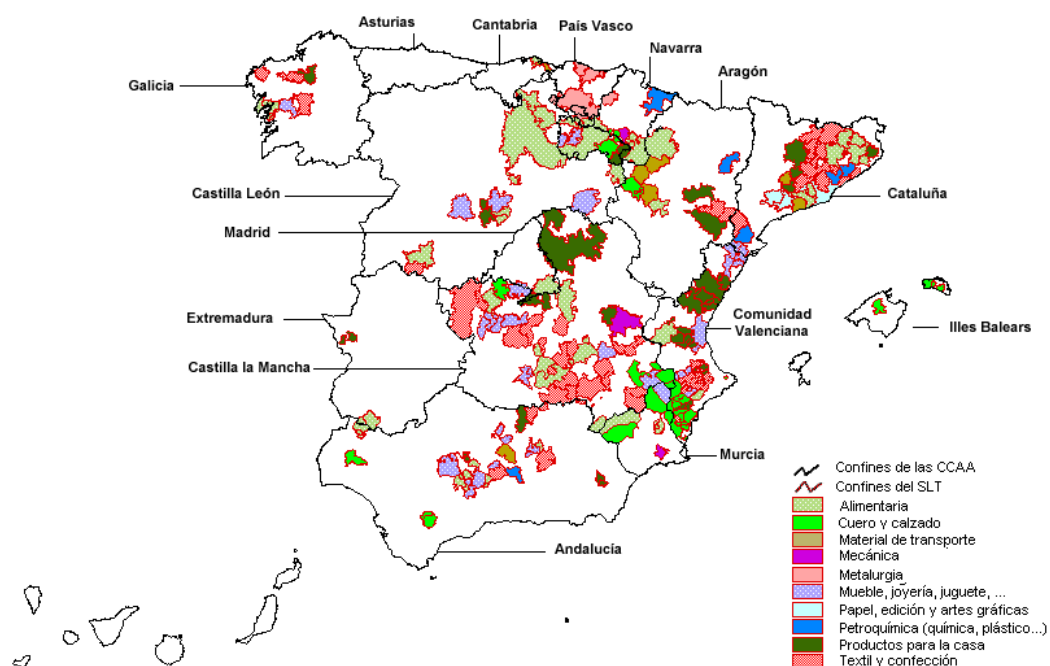 Asturias
Cantabria
País Vasco
Navarra
Aragón
Galicia
Castilla León
Cataluña
Madrid
Extremadura
Comunidad
Valenciana
Illes Balears
Castilla la Mancha
Murcia
Andalucía
Confines de las CCAA
Confines del SLT
Alimentaria
Cuero y calzado
Material de transporte
Mecánica
Metalurgia
Mueble, joyería, juguete, ...
Papel, edición y artes gráficas
Petroquímica (química, plástico...)
Productos para la casa
Textil y confección